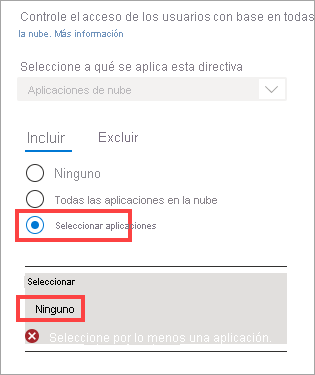 Controle el acceso de los usuarios con base en todas
la nube. Más información
Seleccione a qué se aplica esta directiva
Aplicaciones de nube
Incluir Excluir
Ninguno
Todas las aplicaciones en la nube
Seleccionar aplicaciones
Seleccionar
Ninguno
Seleccione por lo menos una aplicación.